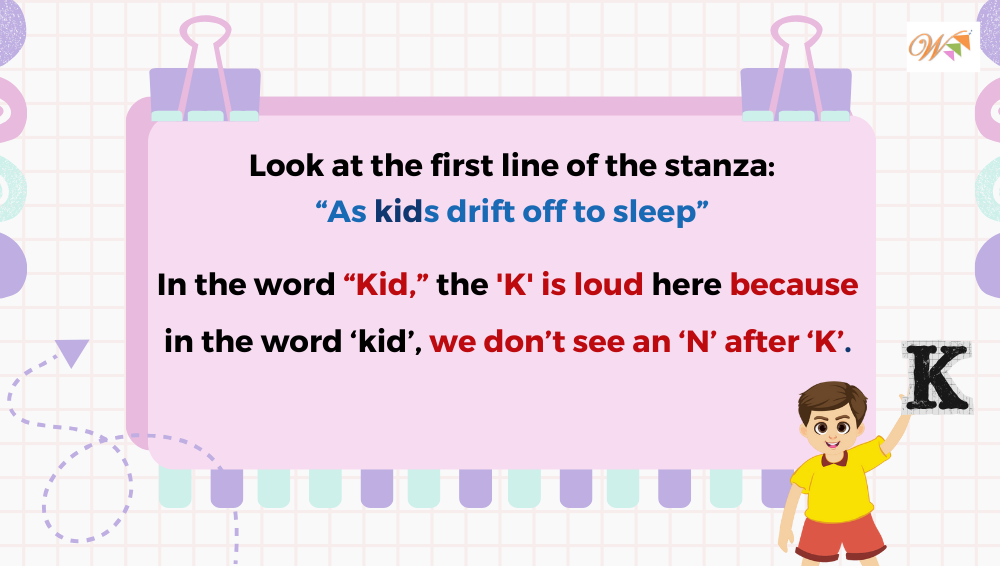 Look at the first line of the stanza:
“As kids drift off to sleep”
In the word “Kid,” the 'K' is loud here because
in the word ‘kid’, we don’t see an ‘N’ after ‘K’.
K
W